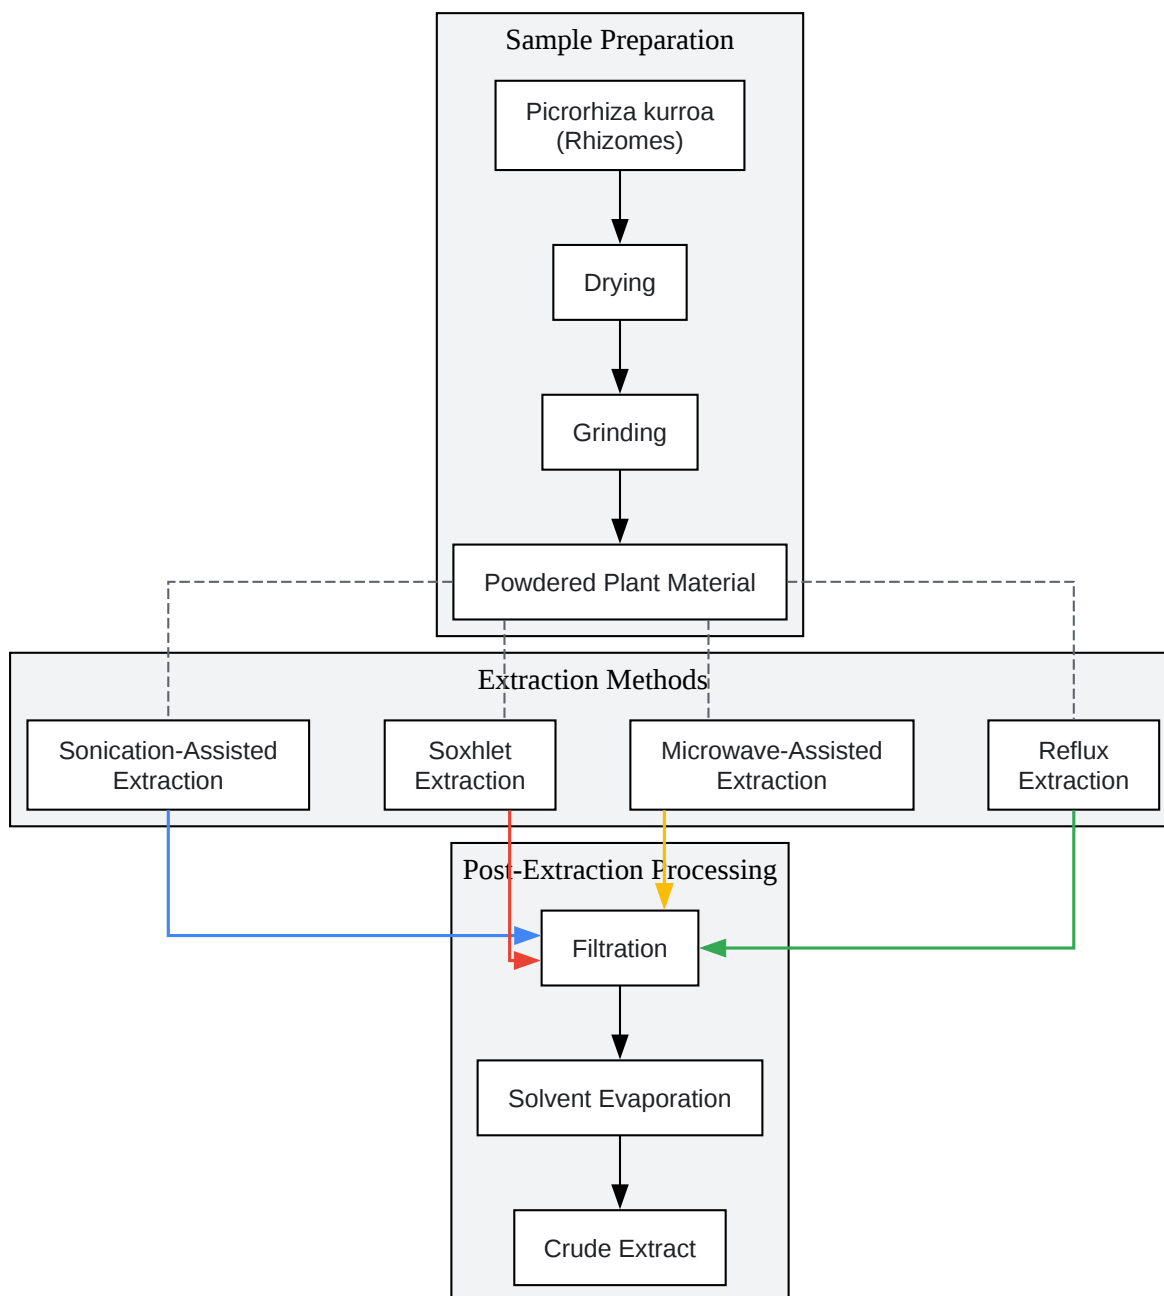 Sample Preparation
Picrorhiza kurroa
(Rhizomes)
Drying
Grinding
Powdered Plant Material
Extraction Methods
Sonication-Assisted
Extraction
Soxhlet
Extraction
Microwave-Assisted
Extraction
Reflux
Extraction
Post-Extraction Processing
Filtration
Solvent Evaporation
Crude Extract